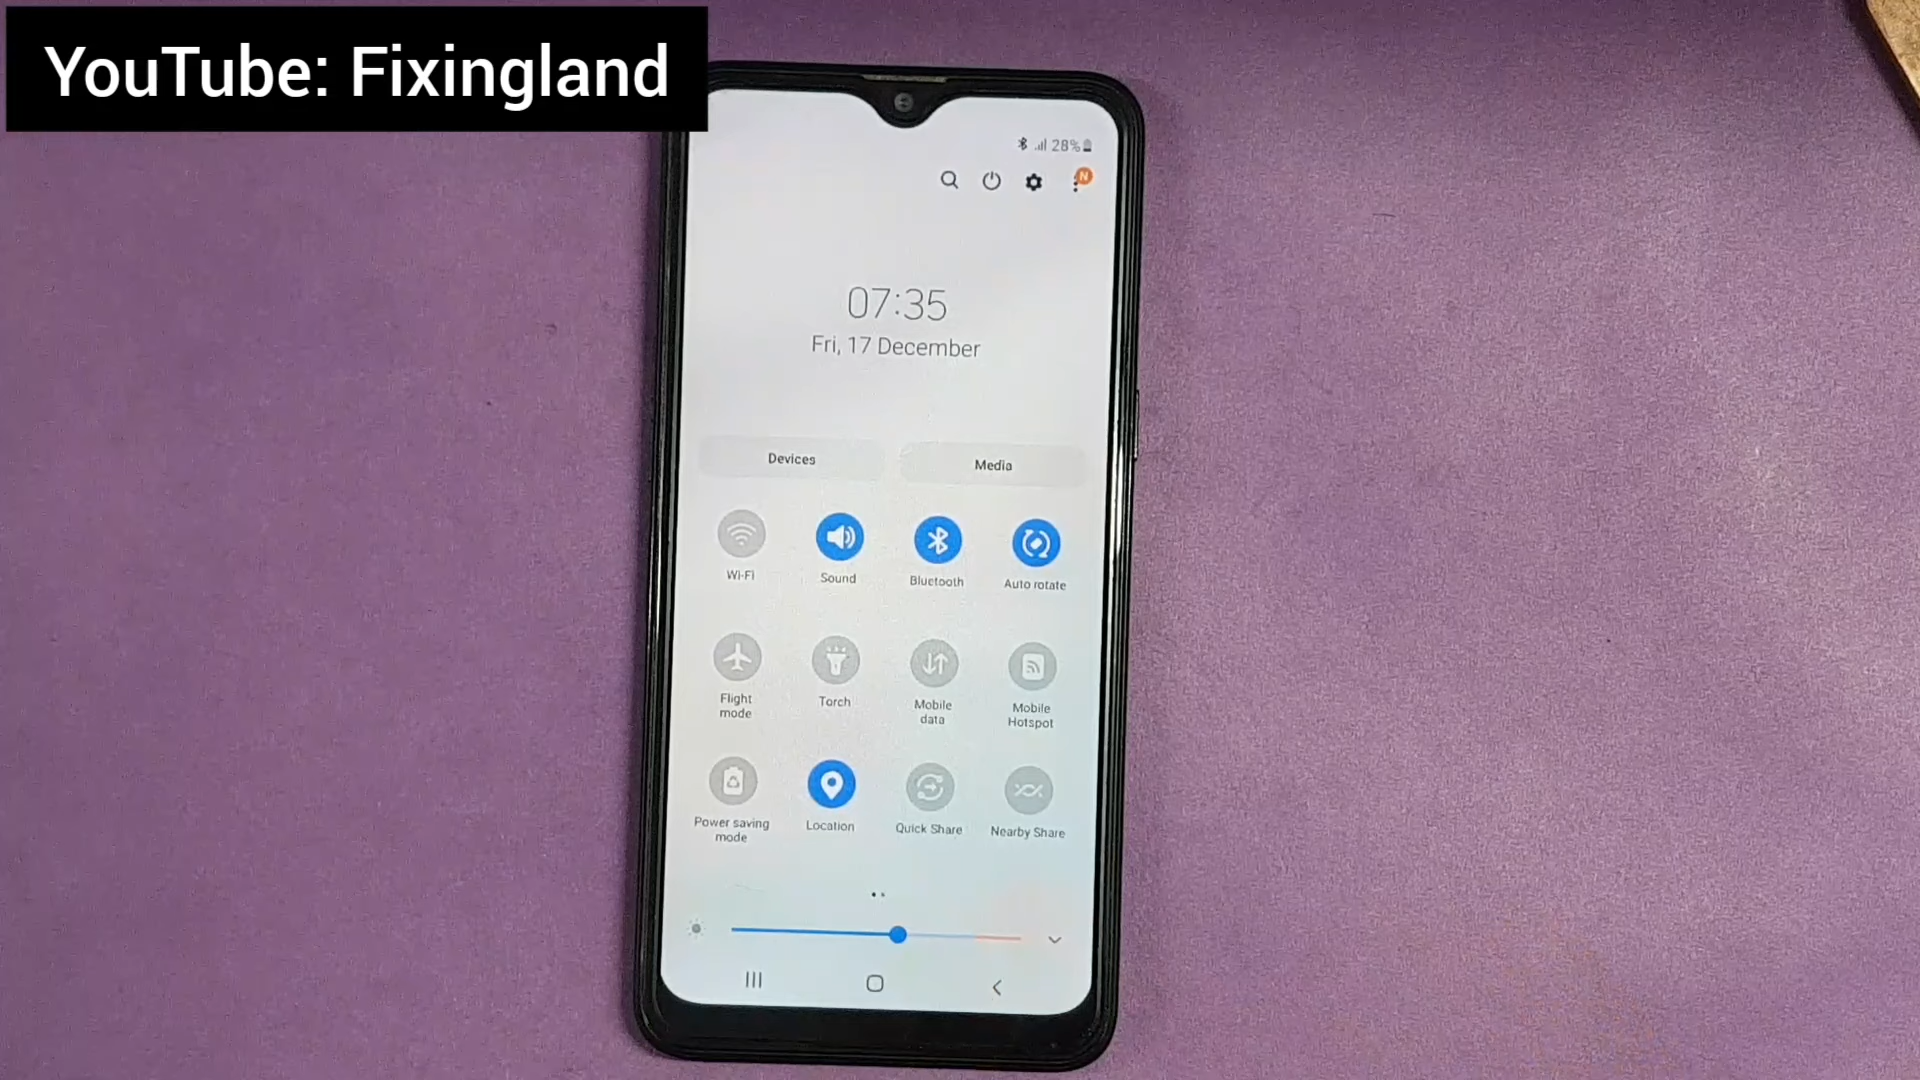 YouTube: Fixingland
28%
N
07:35
Fri, 17 December
Devices
Media
Wi-Fi
Sound
Bluetooth
Auto rotate
Flight
mode
Torch
Mobile
data
Mobile
Hotspot
Power saving
mode
Location
Quick Share
Nearby Share